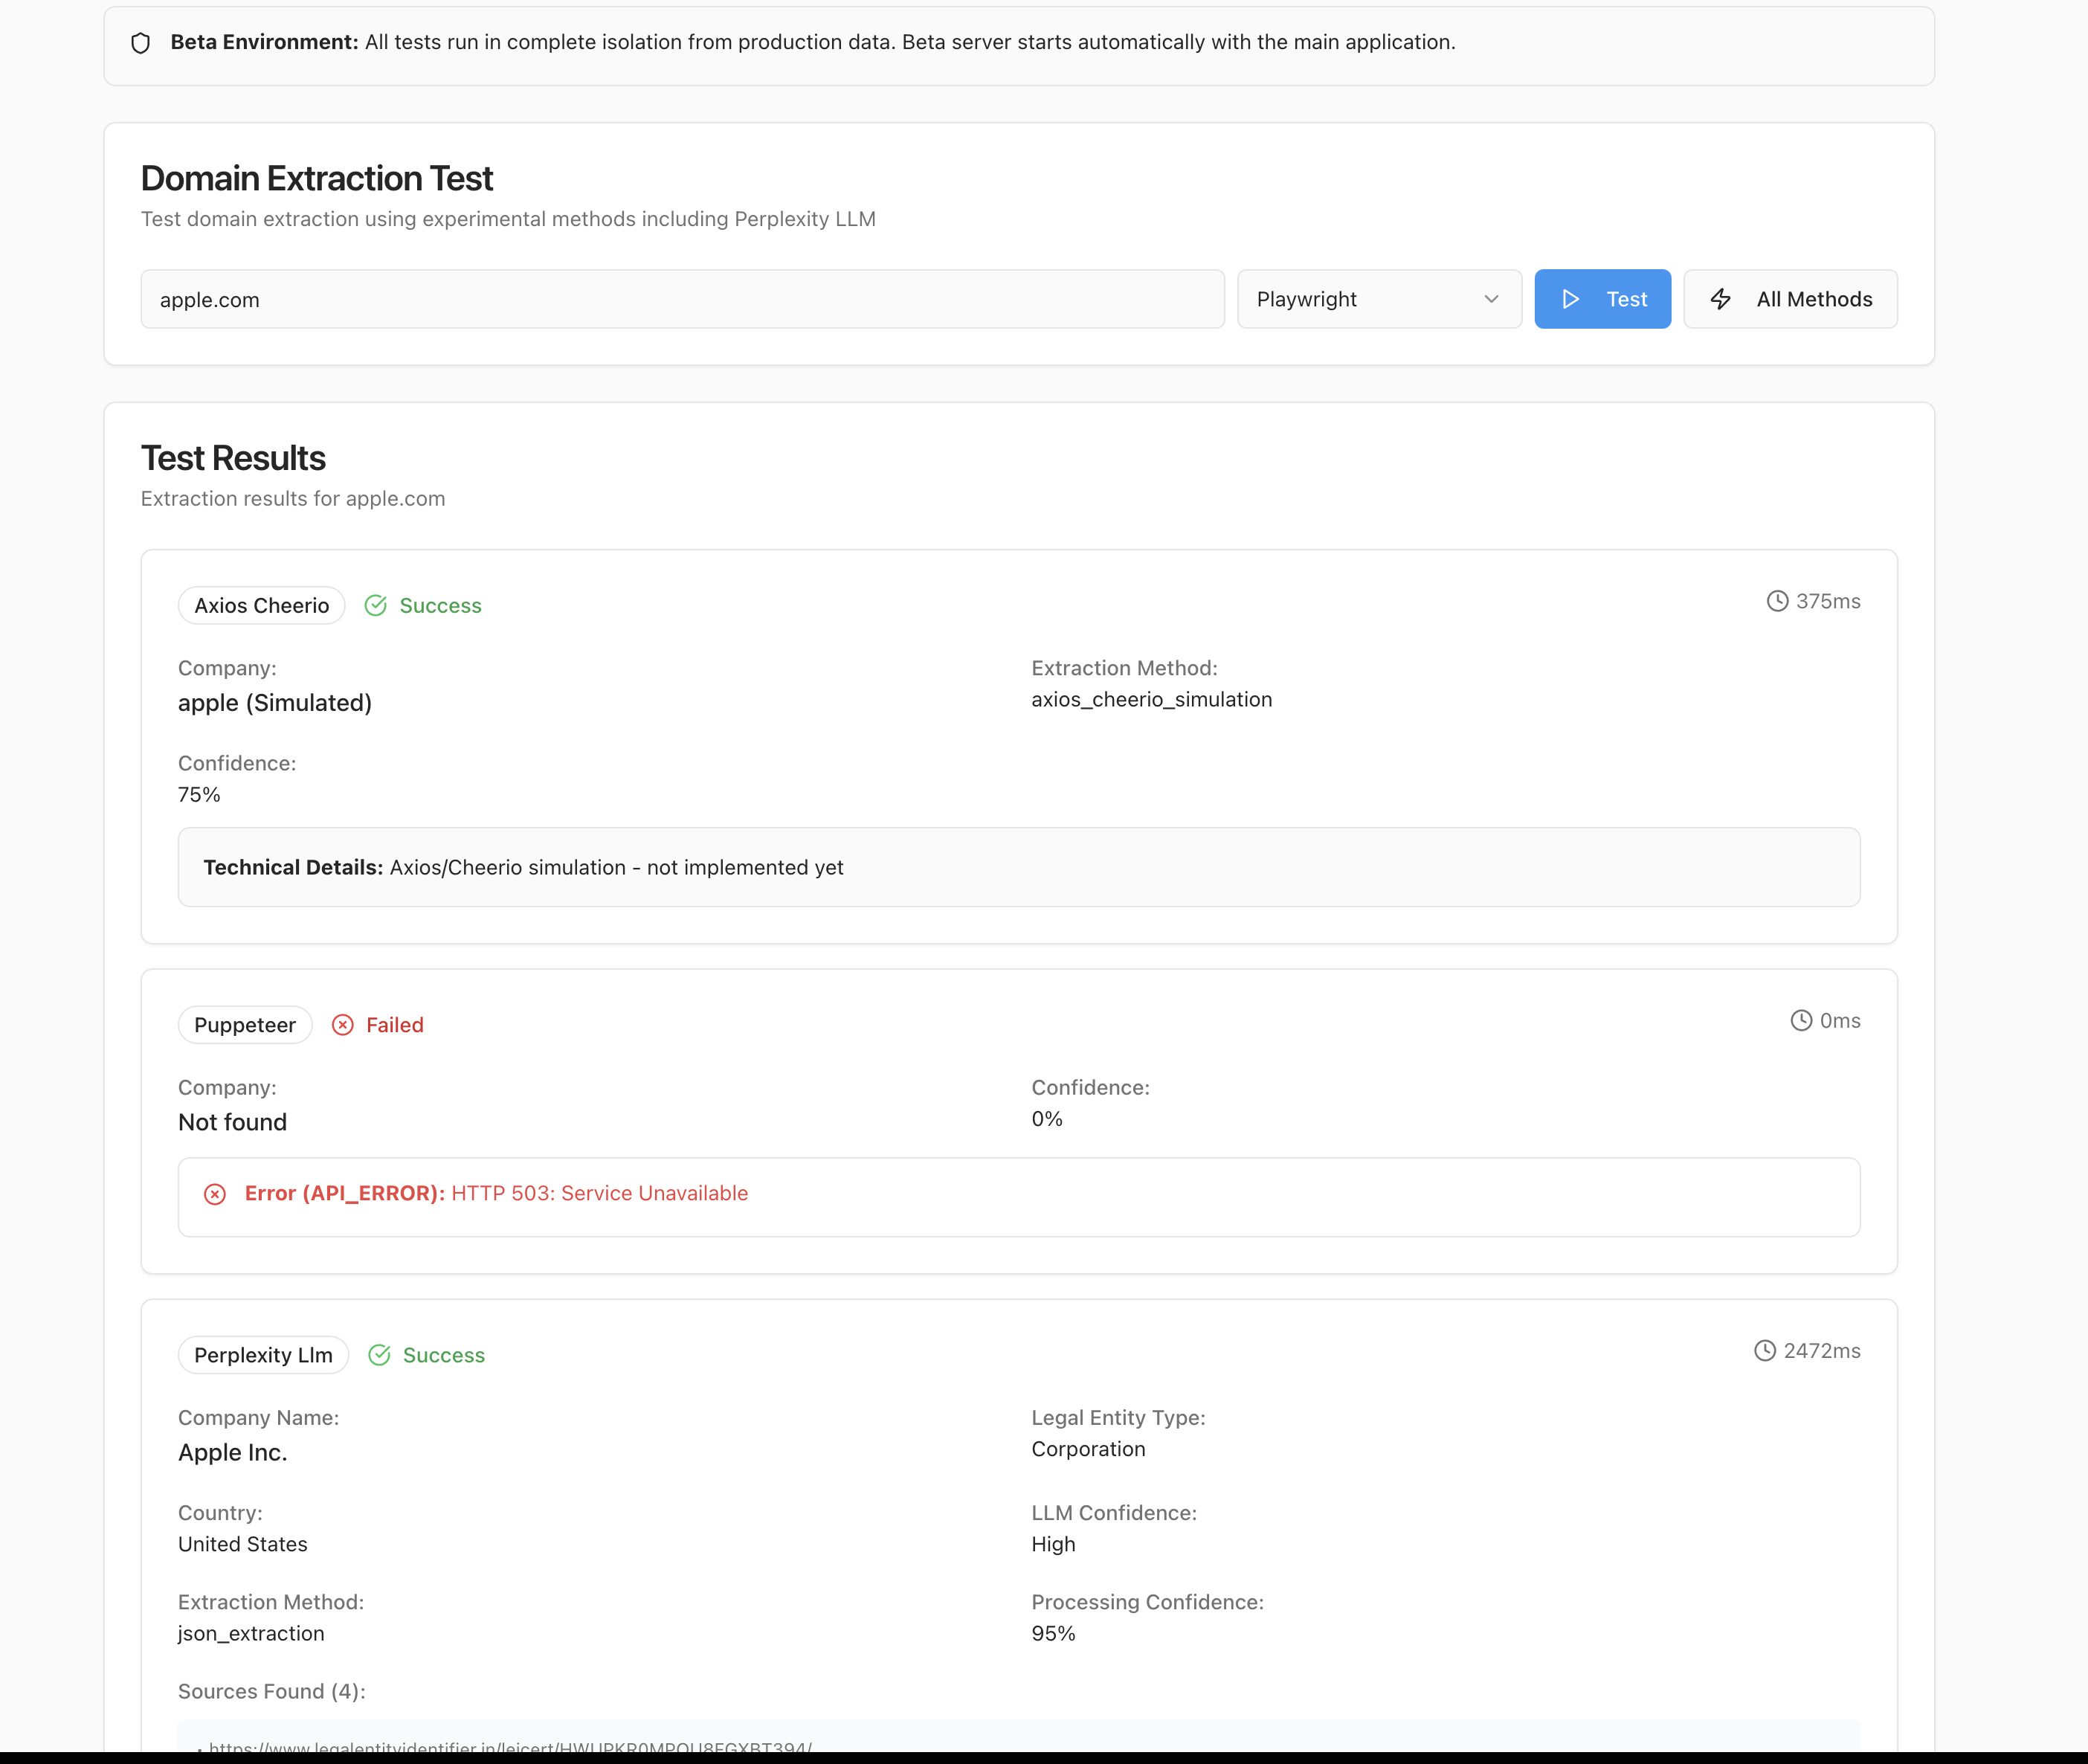 Beta Environment: All tests run in complete isolation from production data. Beta server starts automatically with the main application.
Domain Extraction Test
Test domain extraction using experimental methods including Perplexity LLM
apple.com
Playwright
Test
All Methods
Test Results
Extraction results for apple.com
Axios Cheerio
Success
375ms
Company:
apple (Simulated)
Extraction Method:
axios_cheerio_simulation
Confidence:
75%
Technical Details: Axios/Cheerio simulation - not implemented yet
Puppeteer
Failed
0ms
Company:
Not found
Confidence:
0%
Error (API_ERROR): HTTP 503: Service Unavailable
Perplexity Llm
Success
2472ms
Company Name:
Apple Inc.
Legal Entity Type:
Corporation
Country:
United States
LLM Confidence:
High
Extraction Method:
json_extraction
Processing Confidence:
95%
Sources Found (4):